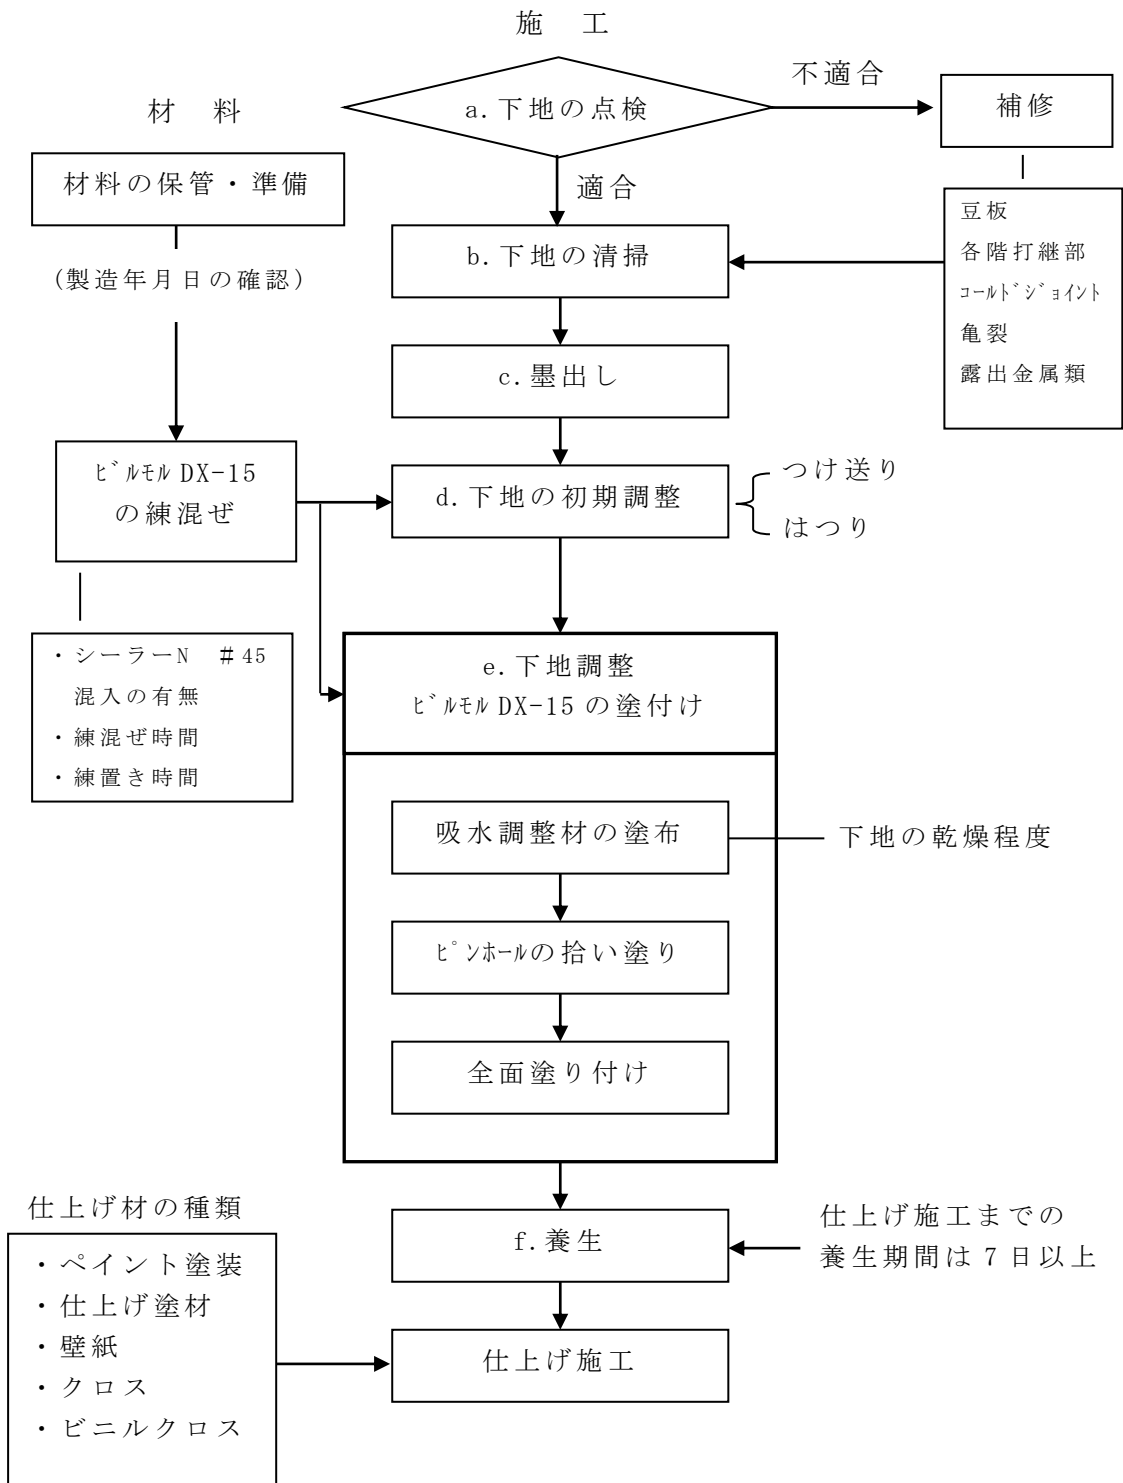 施　工
a.下地の点検
不適合
補修
材　料
材料の保管・準備
適合
豆板
各階打継部
ｺｰﾙﾄﾞｼﾞｮｲﾝﾄ
亀裂
露出金属類
b.下地の清掃
(製造年月日の確認)
c.墨出し
ﾋﾞﾙﾓﾙ DX-15
の練混ぜ
d.下地の初期調整
つけ送り
はつり
・シーラーN　＃45
混入の有無
・練混ぜ時間
・練置き時間
e.下地調整
ﾋﾞﾙﾓﾙ DX-15 の塗付け
吸水調整材の塗布
下地の乾燥程度
ﾋﾟﾝﾎｰﾙの拾い塗り
全面塗り付け
仕上げ材の種類
・ペイント塗装
・仕上げ塗材
・壁紙
・クロス
・ビニルクロス
f.養生
仕上げ施工までの
養生期間は 7 日以上
仕上げ施工